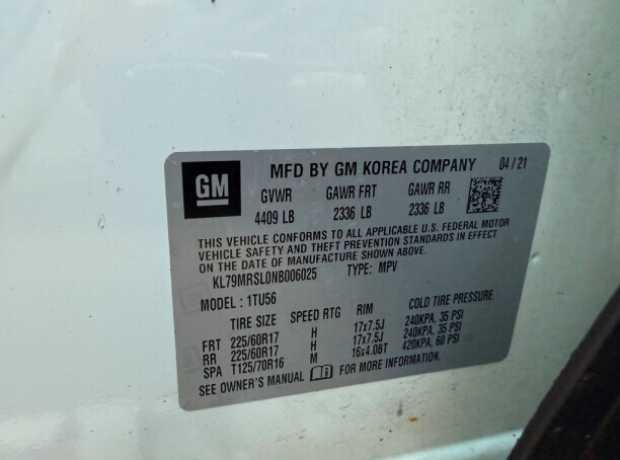 GM
MFD BY GM KOREA COMPANY 04/21
GVWR GAWR FRT GAWR RR
4409 LB 2336 LB 2336 LB
THIS VEHICLE CONFORMS TO ALL APPLICABLE U.S. FEDERAL MOTOR
VEHICLE SAFETY AND THEFT PREVENTION STANDARDS IN EFFECT
ON THE DATE OF MANUFACTURE SHOWN ABOVE.
KL79MRSL0NB006025 TYPE: MPV
MODEL: 1TU56
TIRE SIZE SPEED RTG RIM COLD TIRE PRESSURE
FRT 225/60R17 H 17x7.5J 240KPA, 35 PSI
RR 225/60R17 H 17x7.5J 240KPA, 35 PSI
SPA T125/70R16 M 16x4.0BT 420KPA, 60 PSI
SEE OWNER'S MANUAL FOR MORE INFORMATION.